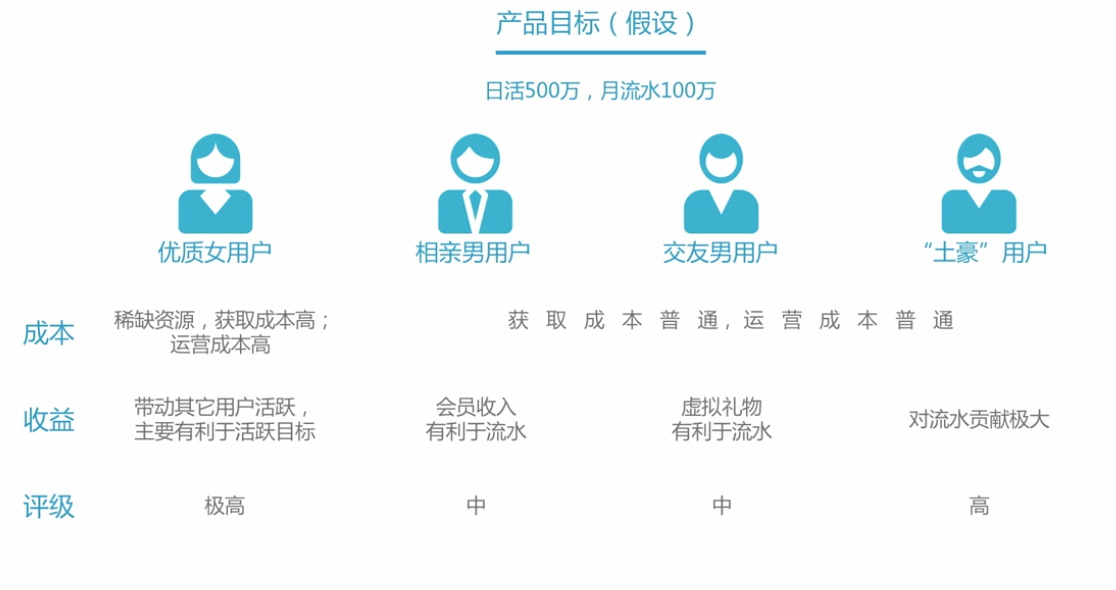 产品目标（假设）
日活500万，月流水100万
优质女用户
相亲男用户
交友男用户
“土豪”用户
成本
稀缺资源，获取成本高；
运营成本高
获取成本普通，运营成本普通
收益
带动其它用户活跃，
主要有利于活跃目标
会员收入
有利于流水
虚拟礼物
有利于流水
对流水贡献极大
评级
极高
中
中
高